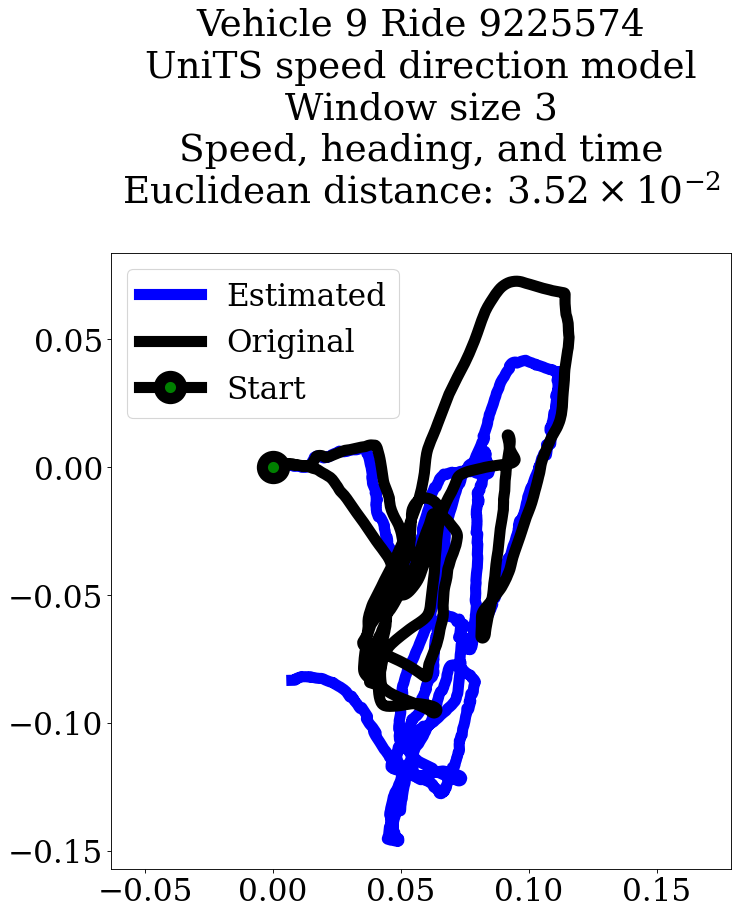 Vehicle 9 Ride 9225574
UniTS speed direction model
Window size 3
Speed, heading, and time
Euclidean distance: 3.52 × 10⁻²
Estimated
Original
Start
0.05
0.00
−0.05
−0.10
−0.15
−0.05 0.00 0.05 0.10 0.15